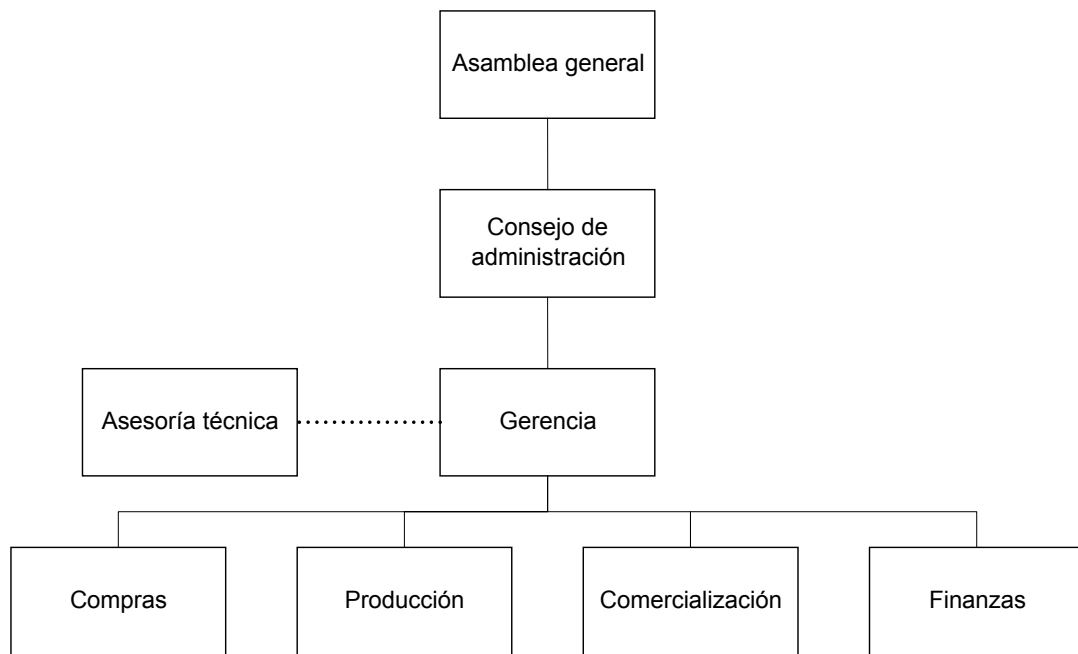 Asamblea general
Consejo de
administración
Asesoría técnica
Gerencia
Compras
Producción
Comercialización
Finanzas